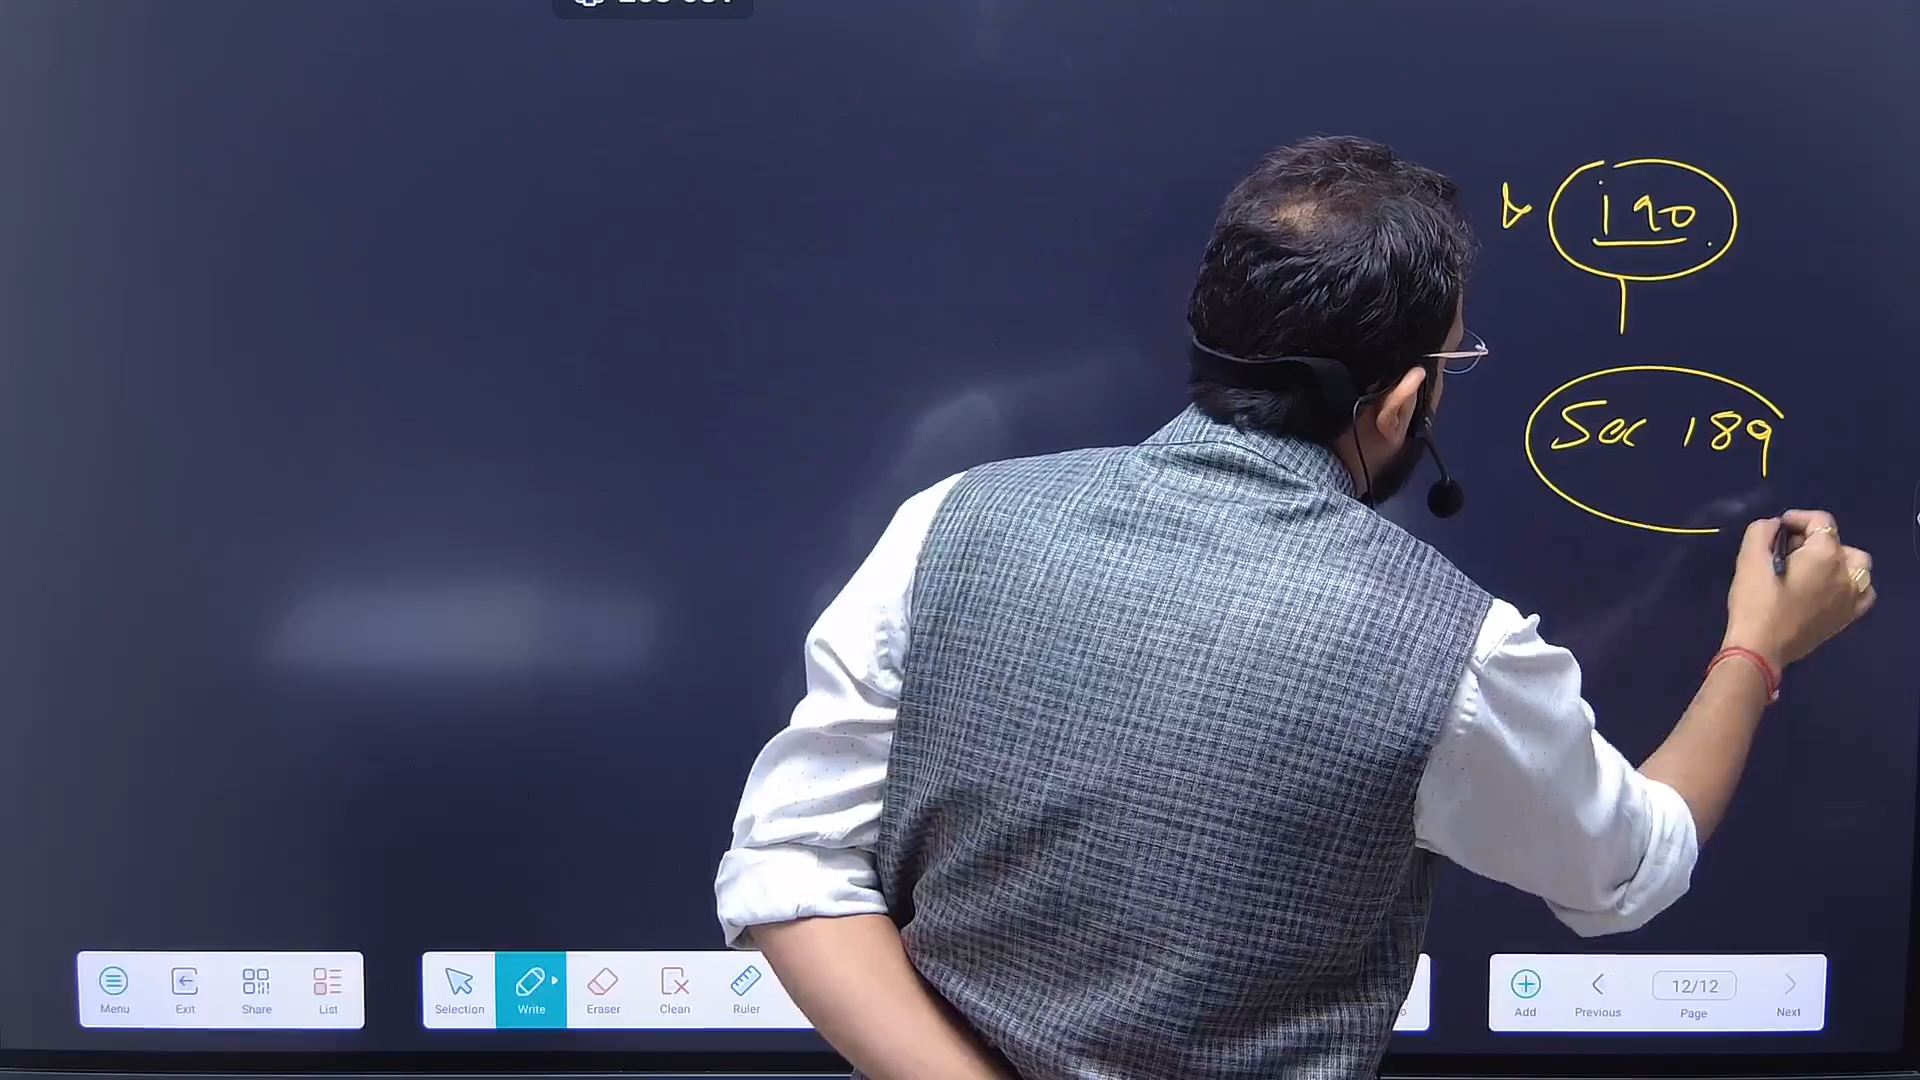 190.
Sec 189
Menu
Exit
Share
List
Selection
Write
Eraser
Clean
Ruler
Add
Previous
12/12
Page
Next